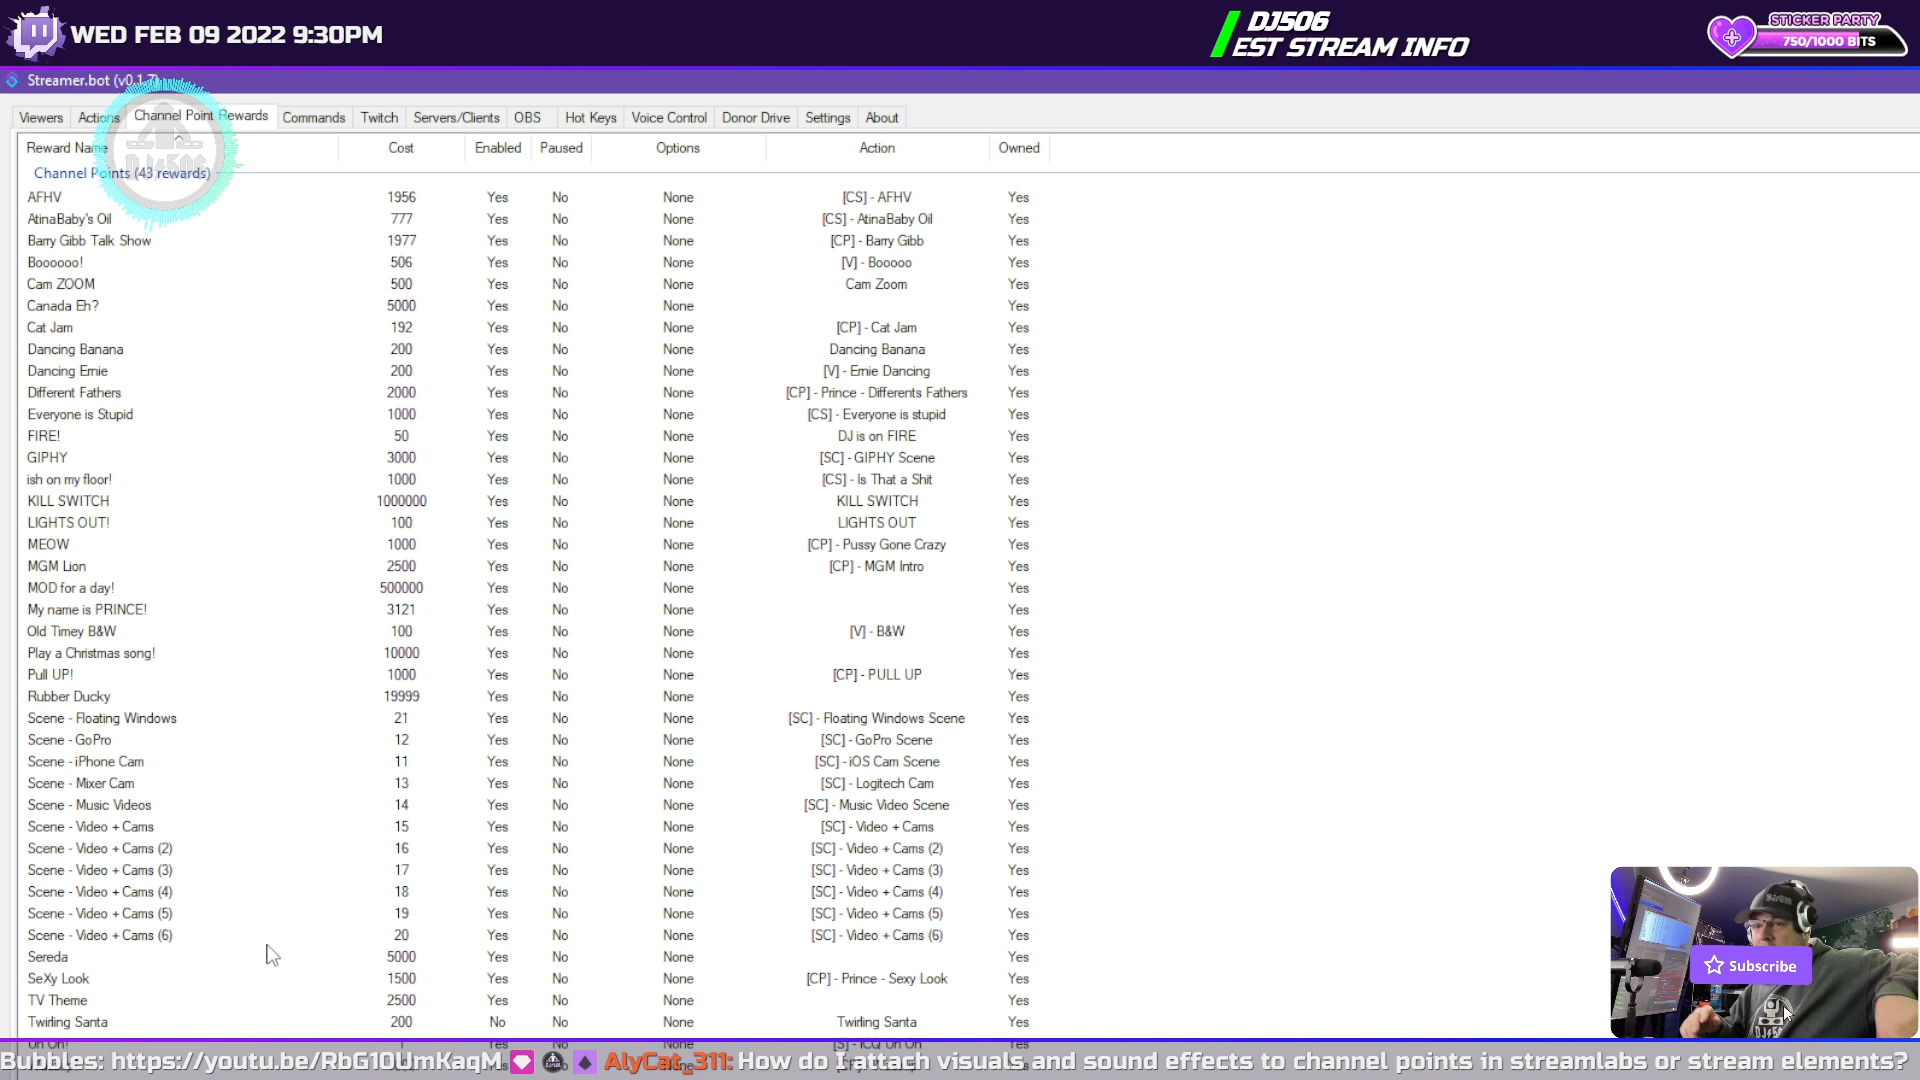 WED FEB 09 2022 9:30PM
DJ506
EST STREAM INFO
STICKER PARTY
750/1000 BITS
Streamer.bot (v0.1.7)
Viewers Actions Channel Point Rewards Commands Twitch Servers/Clients OBS Hot Keys Voice Control Donor Drive Settings About
Reward Name Cost Enabled Paused Options Action Owned
Channel Points (43 rewards)
AFHV 1956 Yes No None [CS] - AFHV Yes
AtinaBaby's Oil 777 Yes No None [CS] - AtinaBaby Oil Yes
Barry Gibb Talk Show 1977 Yes No None [CP] - Barry Gibb Yes
Boooooo! 506 Yes No None [V] - Booooo Yes
Cam ZOOM 500 Yes No None Cam Zoom Yes
Canada Eh? 5000 Yes No None Yes
Cat Jam 192 Yes No None [CP] - Cat Jam Yes
Dancing Banana 200 Yes No None Dancing Banana Yes
Dancing Ernie 200 Yes No None [V] - Ernie Dancing Yes
Different Fathers 2000 Yes No None [CP] - Prince - Differents Fathers Yes
Everyone is Stupid 1000 Yes No None [CS] - Everyone is stupid Yes
FIRE! 50 Yes No None DJ is on FIRE Yes
GIPHY 3000 Yes No None [SC] - GIPHY Scene Yes
ish on my floor! 1000 Yes No None [CS] - Is That a Shit Yes
KILL SWITCH 1000000 Yes No None KILL SWITCH Yes
LIGHTS OUT! 100 Yes No None LIGHTS OUT Yes
MEOW 1000 Yes No None [CP] - Pussy Gone Crazy Yes
MGM Lion 2500 Yes No None [CP] - MGM Intro Yes
MOD for a day! 500000 Yes No None Yes
My name is PRINCE! 3121 Yes No None Yes
Old Timey B&W 100 Yes No None [V] - B&W Yes
Play a Christmas song! 10000 Yes No None Yes
Pull UP! 1000 Yes No None [CP] - PULL UP Yes
Rubber Ducky 19999 Yes No None Yes
Scene - Floating Windows 21 Yes No None [SC] - Floating Windows Scene Yes
Scene - GoPro 12 Yes No None [SC] - GoPro Scene Yes
Scene - iPhone Cam 11 Yes No None [SC] - iOS Cam Scene Yes
Scene - Mixer Cam 13 Yes No None [SC] - Logitech Cam Yes
Scene - Music Videos 14 Yes No None [SC] - Music Video Scene Yes
Scene - Video + Cams 15 Yes No None [SC] - Video + Cams Yes
Scene - Video + Cams (2) 16 Yes No None [SC] - Video + Cams (2) Yes
Scene - Video + Cams (3) 17 Yes No None [SC] - Video + Cams (3) Yes
Scene - Video + Cams (4) 18 Yes No None [SC] - Video + Cams (4) Yes
Scene - Video + Cams (5) 19 Yes No None [SC] - Video + Cams (5) Yes
Scene - Video + Cams (6) 20 Yes No None [SC] - Video + Cams (6) Yes
Sereda 5000 Yes No None Yes
SeXy Look 1500 Yes No None [CP] - Prince - Sexy Look Yes
TV Theme 2500 Yes No None Yes
Twirling Santa 200 No No None Twirling Santa Yes
Subscribe
Bubbles: https://youtu.be/RbG10UmKaqM AlyCat_311: How do I attach visuals and sound effects to channel points in streamlabs or stream elements?